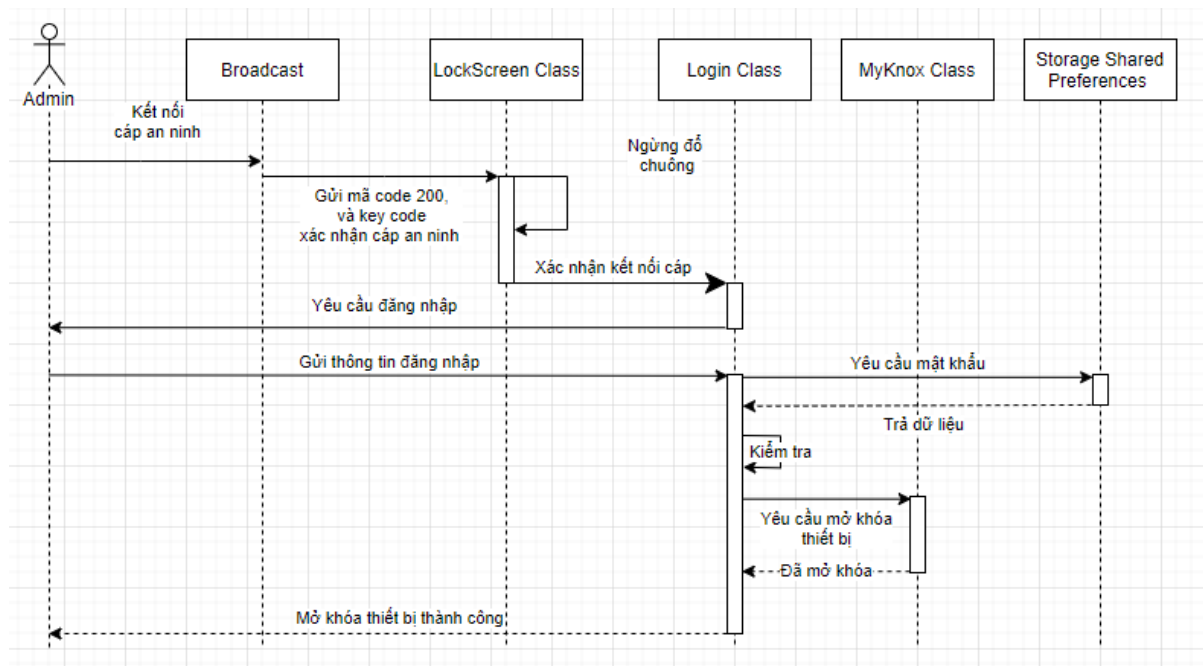 Broadcast
LockScreen Class
Login Class
MyKnox Class
Storage Shared
Preferences
Admin
Kết nối
cáp an ninh
Ngừng đổ
chuông
Gửi mã code 200,
và key code
xác nhận cáp an ninh
Xác nhận kết nối cáp
Yêu cầu đăng nhập
Gửi thông tin đăng nhập
Yêu cầu mật khẩu
Trả dữ liệu
Kiểm tra
Yêu cầu mở khóa
thiết bị
Đã mở khóa
Mở khóa thiết bị thành công